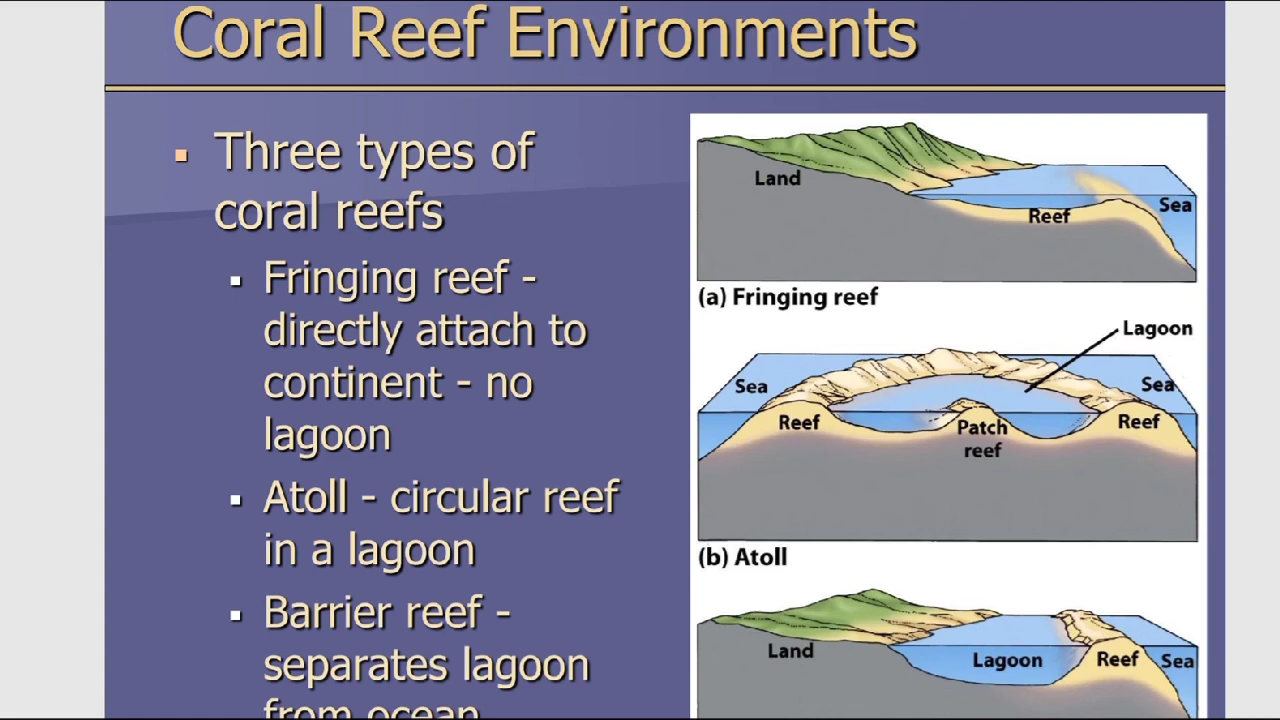 Coral Reef Environments
▪ Three types of
coral reefs
▪ Fringing reef -
directly attach to
continent - no
lagoon
▪ Atoll - circular reef
in a lagoon
▪ Barrier reef -
separates lagoon
from ocean
Land
Reef
Sea
(a) Fringing reef
Lagoon
Sea
Sea
Reef
Patch
reef
Reef
(b) Atoll
Land
Lagoon
Reef
Sea